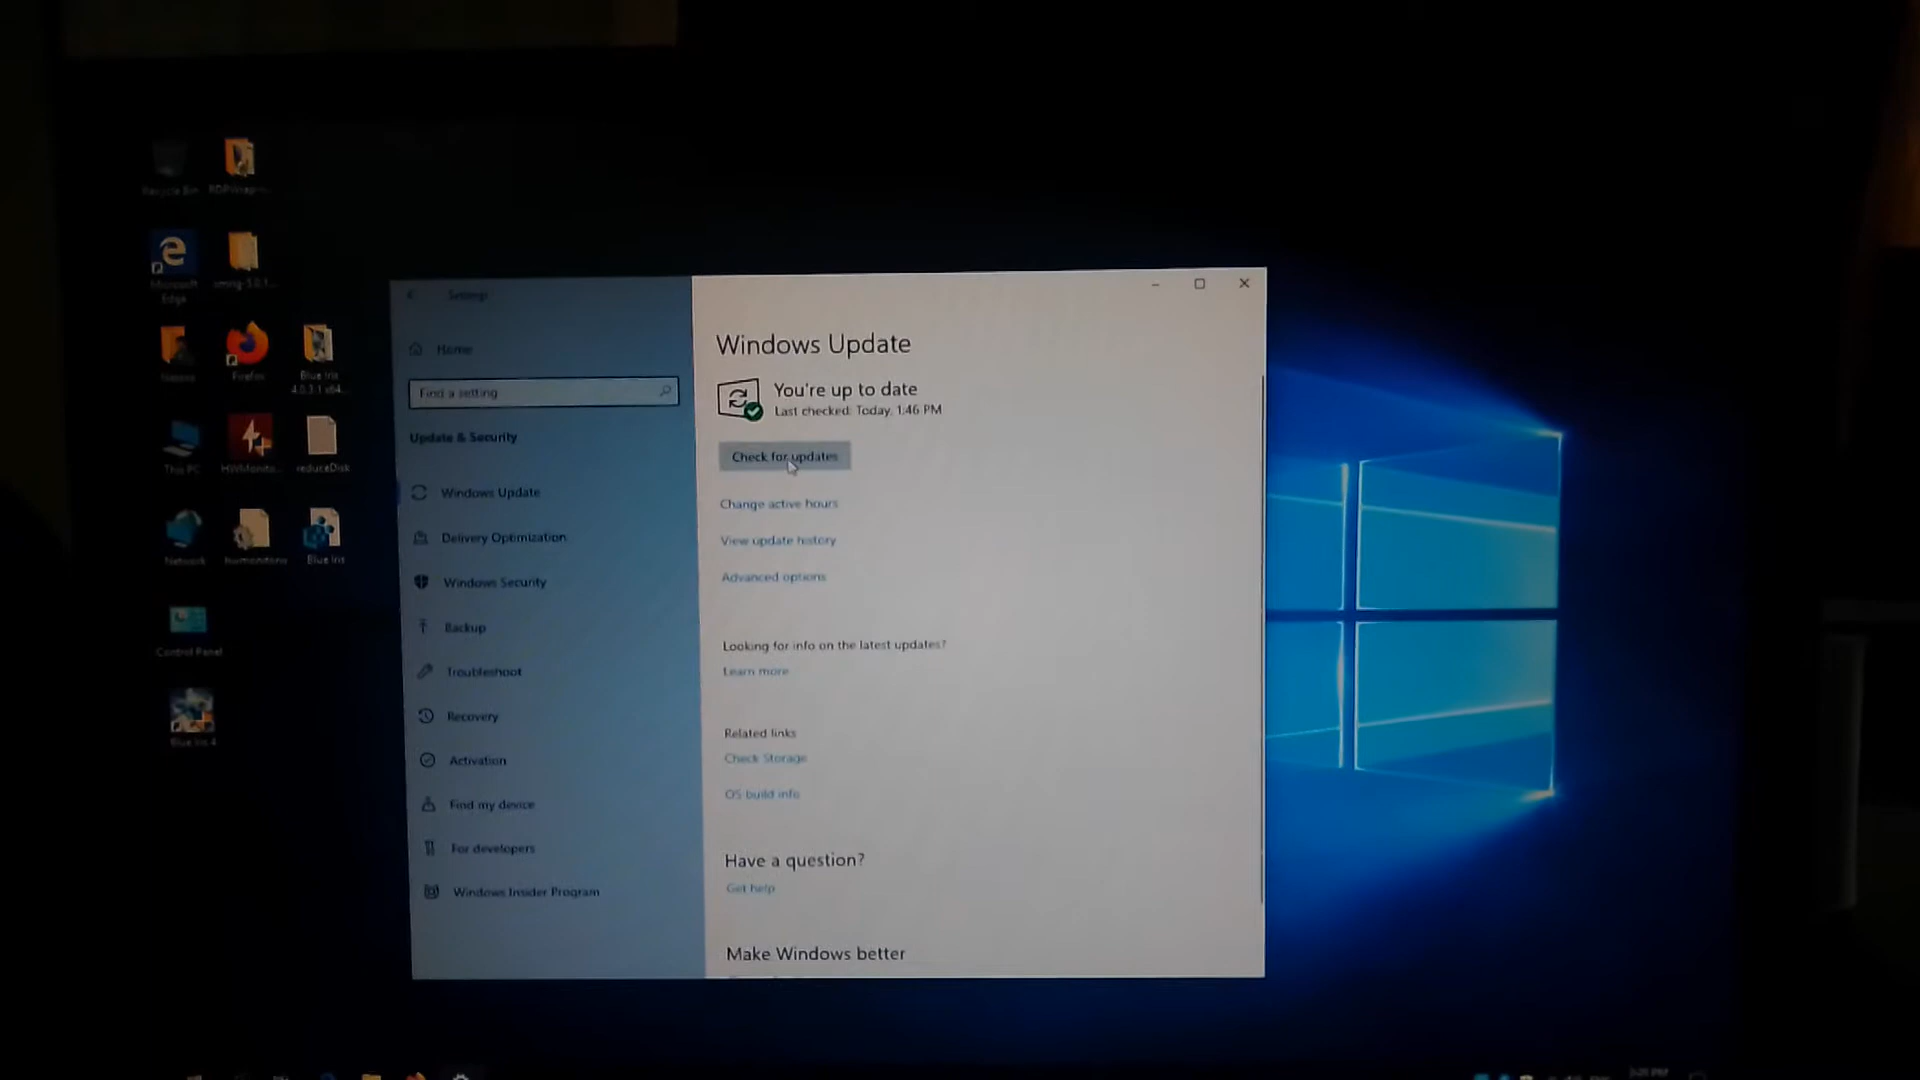 Recycle Bin
Microsoft
Edge
Firefox
Blue Iris
4.0.3.1 x64...
This PC
HWMonito...
reduceDisk
Network
hwmonitorw
Blue Iris
Control Panel
Blue Iris 4
Settings
Home
Find a setting
Update & Security
Windows Update
Delivery Optimization
Windows Security
Backup
Troubleshoot
Recovery
Activation
Find my device
For developers
Windows Insider Program
Windows Update
You're up to date
Last checked: Today, 1:46 PM
Check for updates
Change active hours
View update history
Advanced options
Looking for info on the latest updates?
Learn more
Related links
Check Storage
OS build info
Have a question?
Get help
Make Windows better